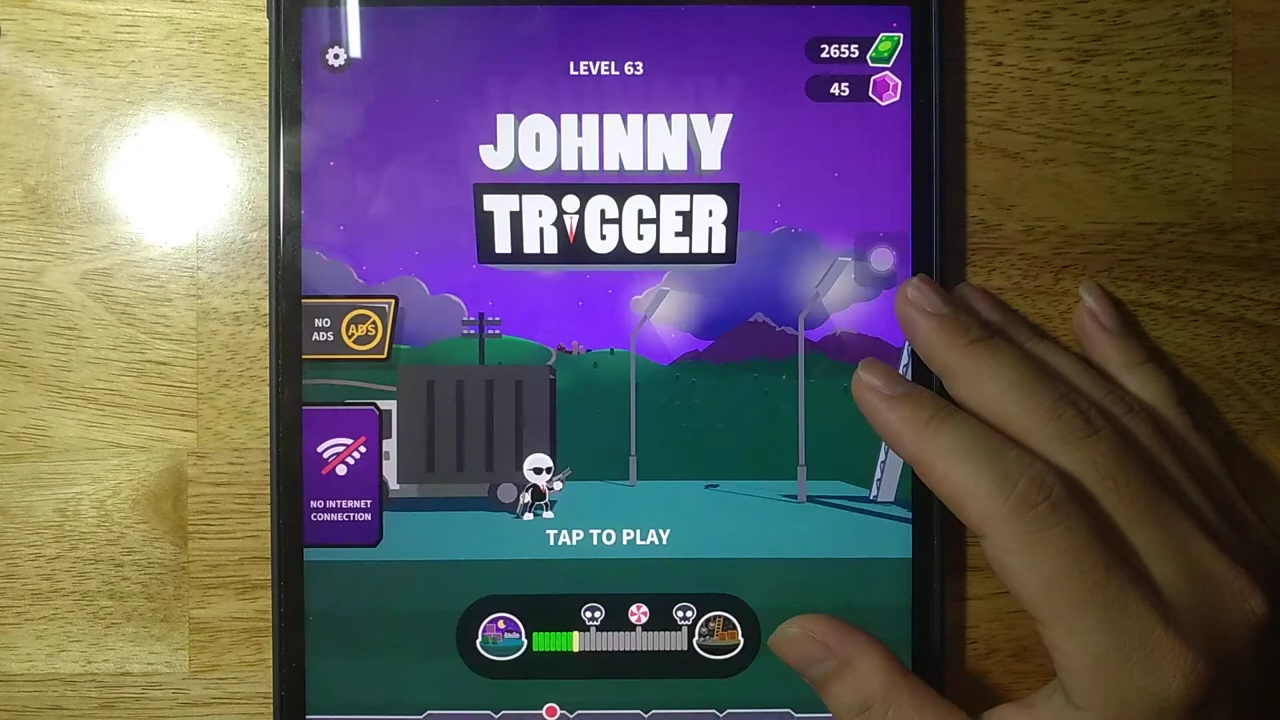 2655
LEVEL 63
45
JOHNNY
TRiGGER
NO
ADS
ADS
NO INTERNET
CONNECTION
TAP TO PLAY